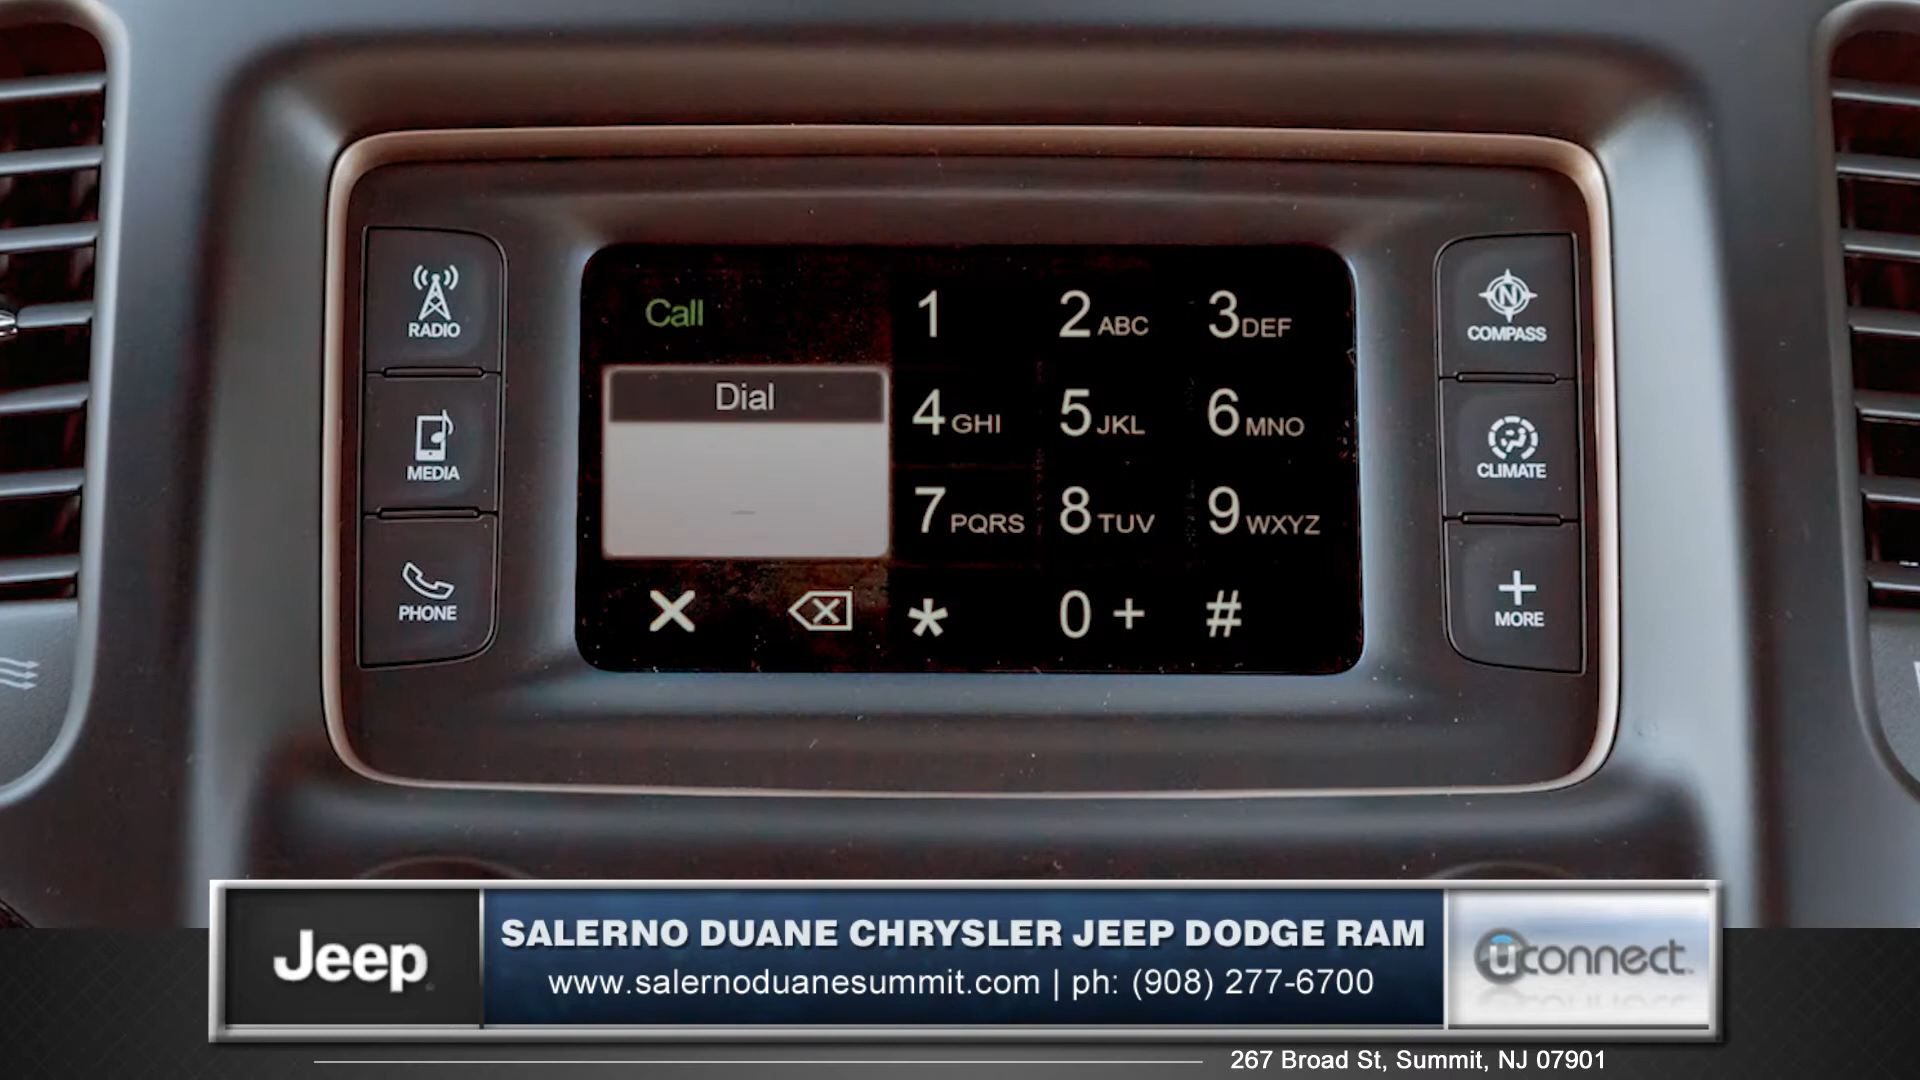 RADIO
MEDIA
PHONE
Call
Dial
1
2 ABC
3 DEF
4 GHI
5 JKL
6 MNO
7 PQRS
8 TUV
9 WXYZ
*
0 +
#
N
COMPASS
CLIMATE
MORE
Jeep
SALERNO DUANE CHRYSLER JEEP DODGE RAM
www.salernoduanesummit.com | ph: (908) 277-6700
uconnect
267 Broad St, Summit, NJ 07901